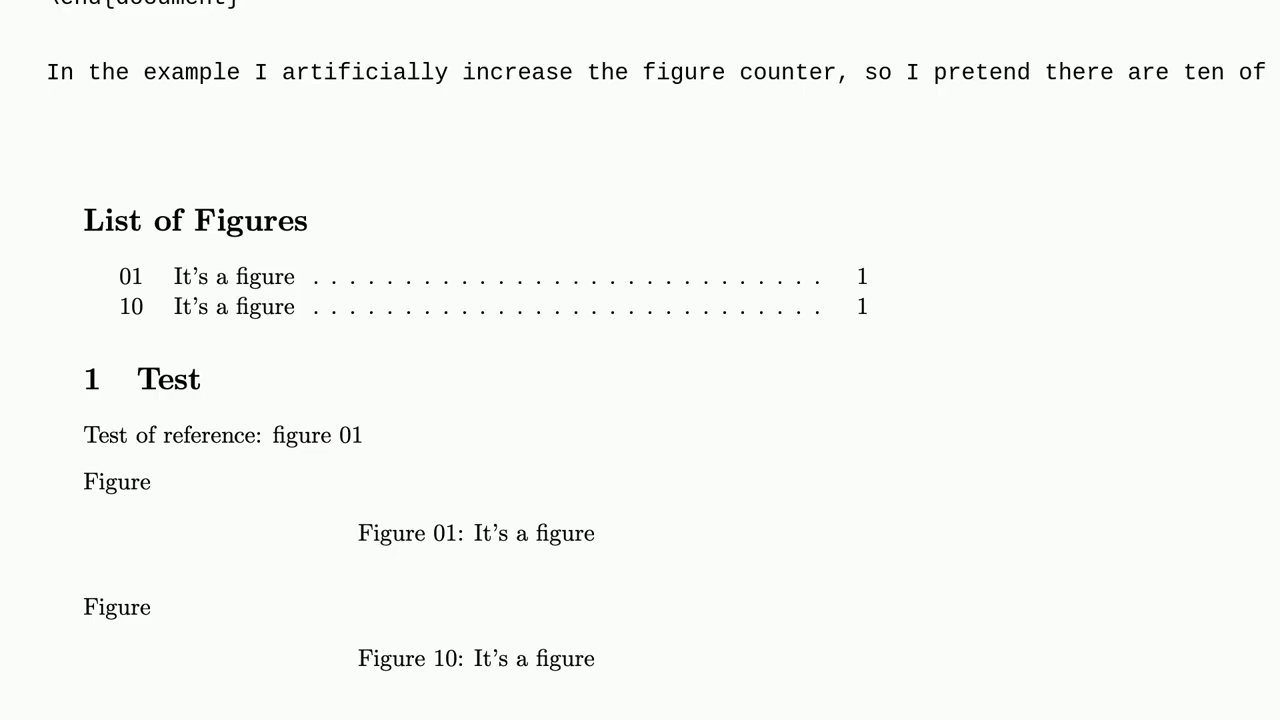 \end{document}
In the example I artificially increase the figure counter, so I pretend there are ten of
List of Figures
01 It's a figure . . . . . . . . . . . . . . . . . . . . . . . . . . . . . 1
10 It's a figure . . . . . . . . . . . . . . . . . . . . . . . . . . . . . 1
1 Test
Test of reference: figure 01
Figure
Figure 01: It's a figure
Figure
Figure 10: It's a figure